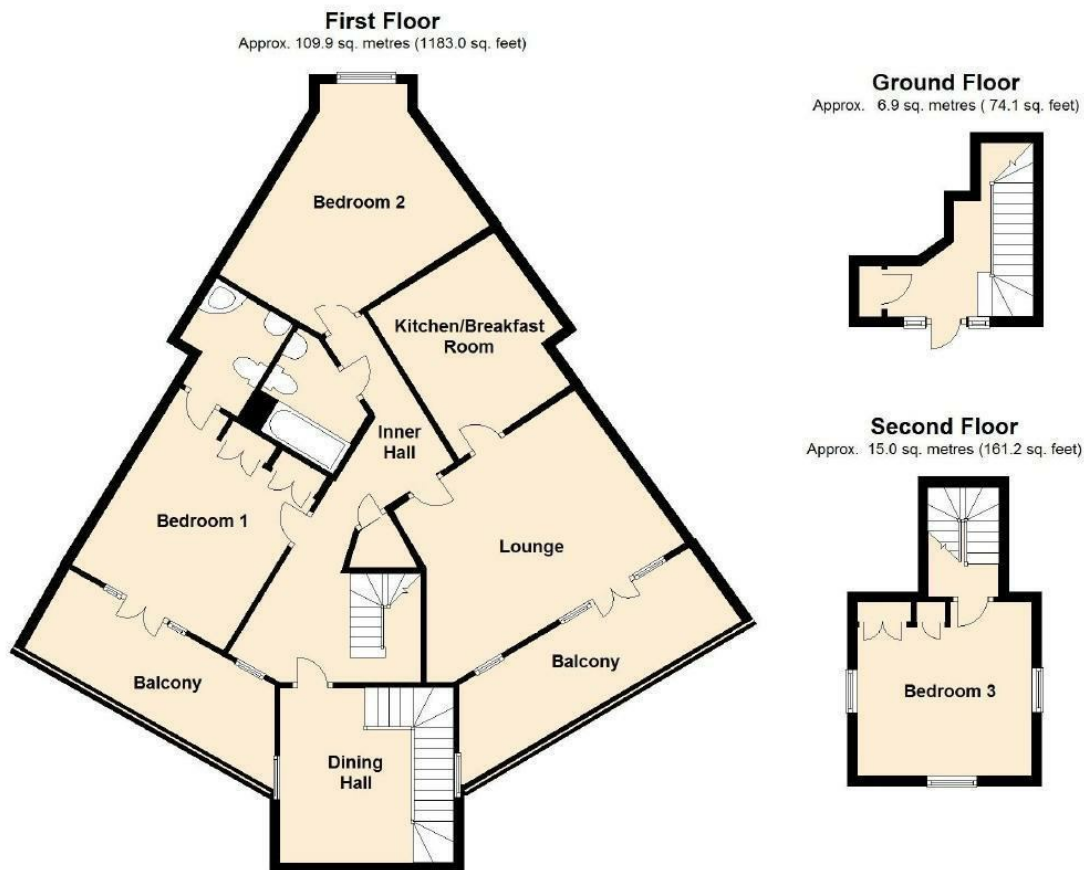 First Floor
Approx. 109.9 sq. metres (1183.0 sq. feet)
Bedroom 2
Kitchen/Breakfast
Room
Inner
Hall
Bedroom 1
Lounge
Balcony
Balcony
Dining
Hall
Ground Floor
Approx. 6.9 sq. metres ( 74.1 sq. feet)
Second Floor
Approx. 15.0 sq. metres (161.2 sq. feet)
Bedroom 3